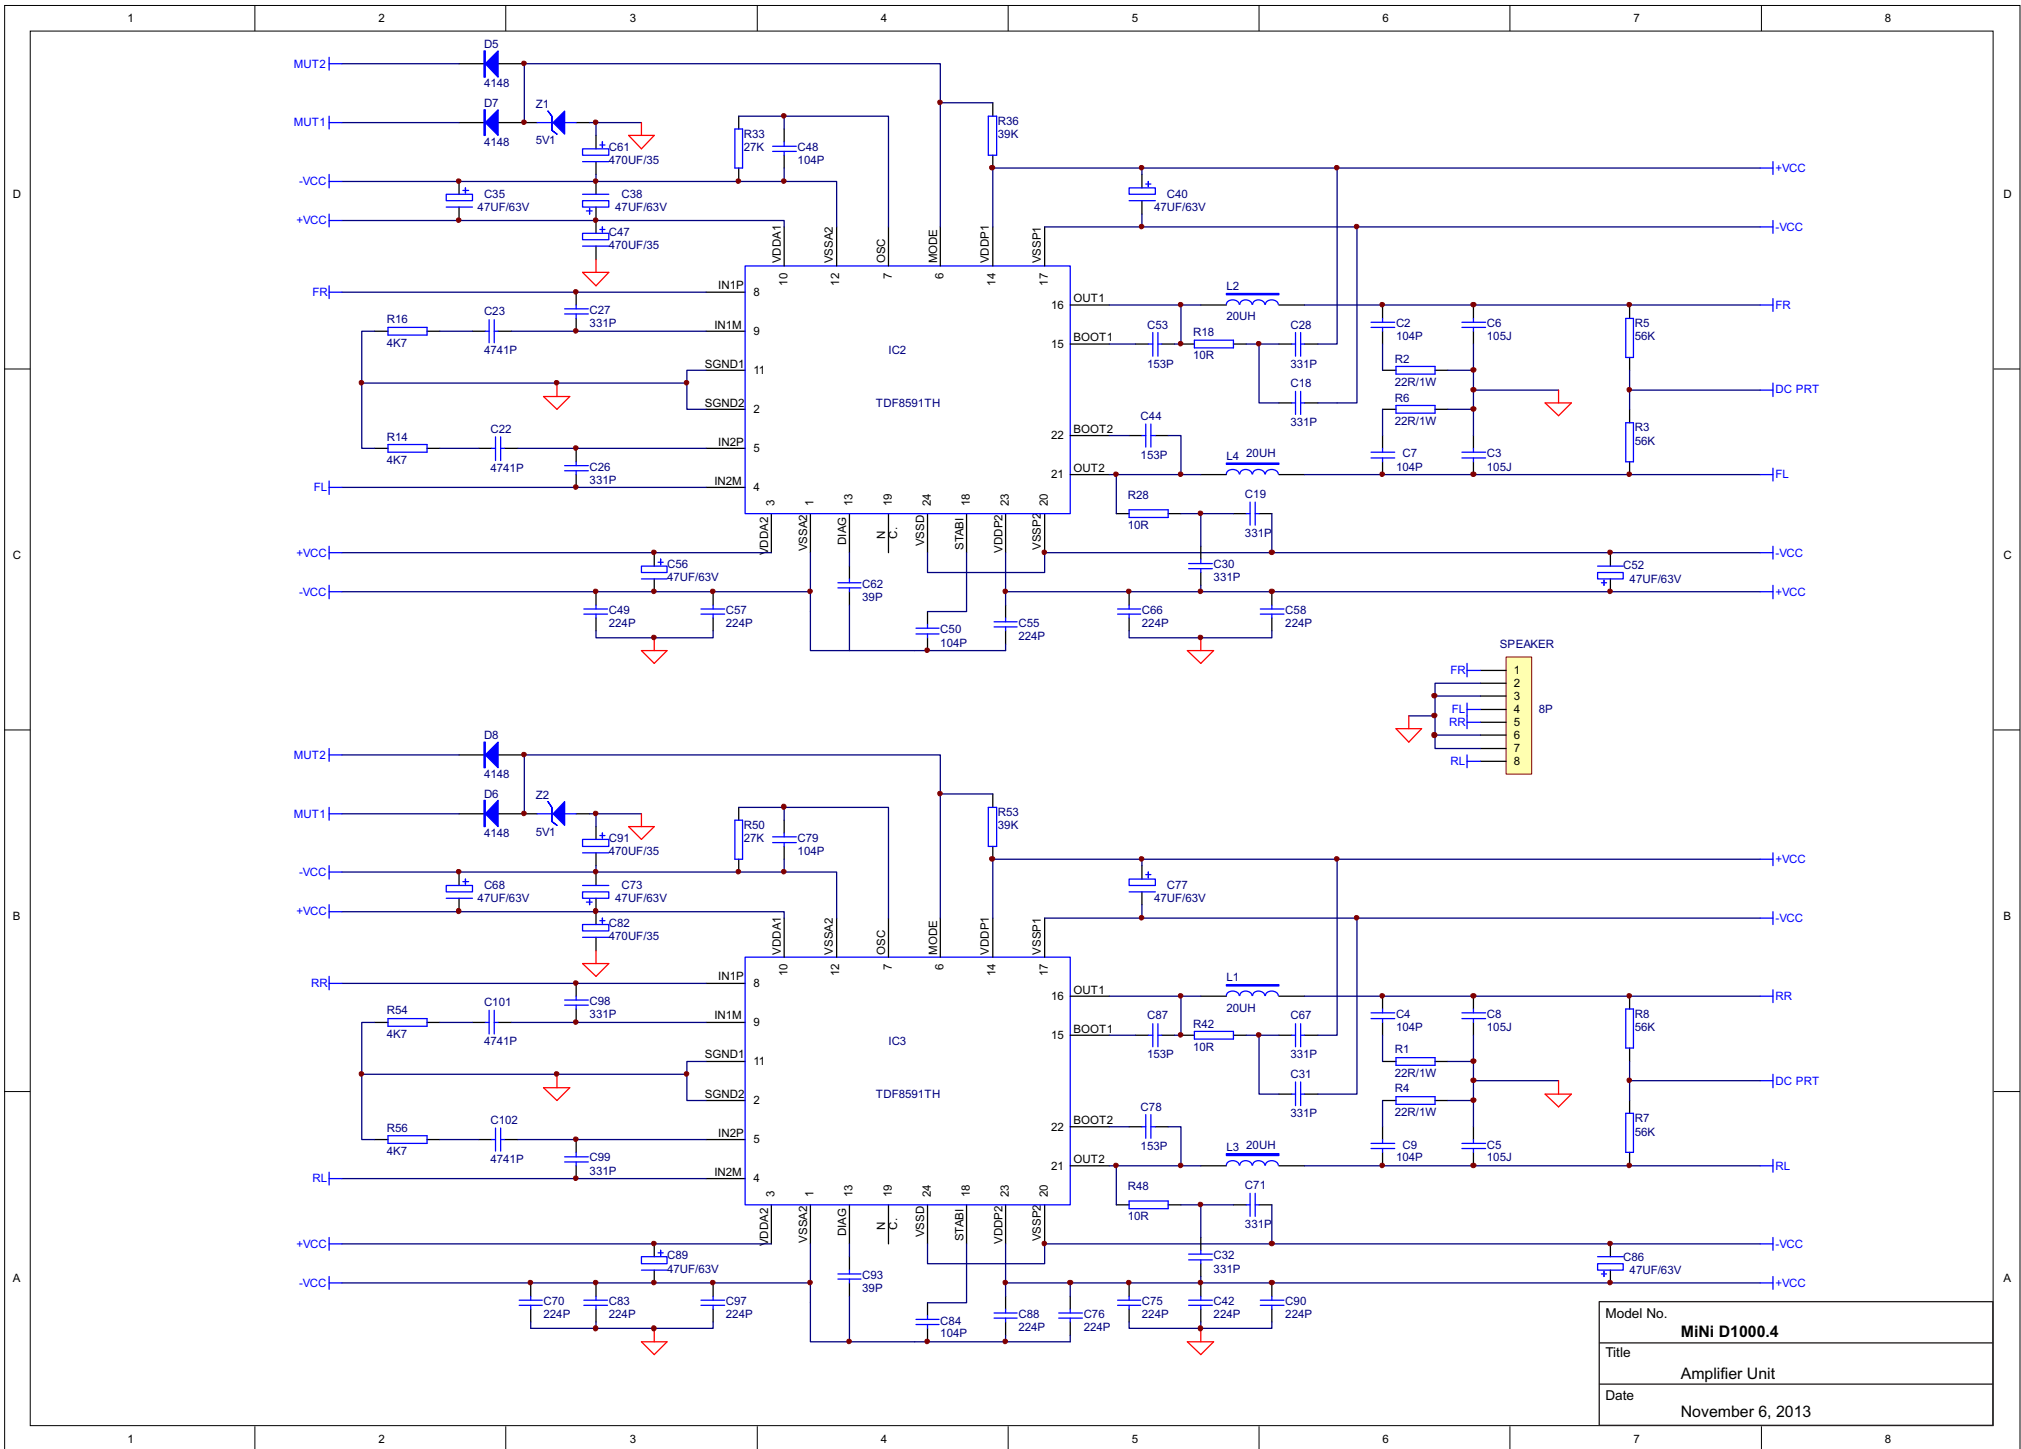 1 2 3 4 5 6 7 8
D
C
B
A
D
C
B
A
MUT2
D5
4148
MUT1
D7
4148
Z1
5V1
C61
470UF/35
-VCC
C35
47UF/63V
C38
47UF/63V
+VCC
C47
470UF/35
R33
27K
C48
104P
R36
39K
+VCC
C40
47UF/63V
-VCC
VDDA1
VSSA2
OSC
MODE
VDDP1
VSSP1
10 12 7 6 14 17
FR
IN1P
8
C27
331P
R16
4K7
C23
4741P
IN1M
9
SGND1
11
SGND2
2
R14
4K7
C22
4741P
IN2P
5
C26
331P
FL
IN2M
4
IC2
TDF8591TH
16
OUT1
15
BOOT1
22
BOOT2
21
OUT2
L2
20UH
C53
153P
R18
10R
C28
331P
C18
331P
C44
153P
L4 20UH
R28
10R
C19
331P
C2
104P
C6
105J
R2
22R/1W
R6
22R/1W
C7
104P
C3
105J
R5
56K
R3
56K
FR
DC PRT
FL
3 1 13 19 24 18 23 20
VDDA2
VSSA2
DIAG
N
C.
VSSD
STABI
VDDP2
VSSP2
+VCC
C56
47UF/63V
-VCC
C49
224P
C57
224P
C62
39P
C50
104P
C55
224P
C30
331P
C66
224P
C58
224P
-VCC
C52
47UF/63V
+VCC
SPEAKER
FR
FL
RR
RL
1
2
3
4
5
6
7
8
8P
MUT2
D8
4148
MUT1
D6
4148
Z2
5V1
C91
470UF/35
-VCC
C68
47UF/63V
C73
47UF/63V
+VCC
C82
470UF/35
R50
27K
C79
104P
R53
39K
+VCC
C77
47UF/63V
-VCC
VDDA1
VSSA2
OSC
MODE
VDDP1
VSSP1
10 12 7 6 14 17
RR
IN1P
8
C98
331P
R54
4K7
C101
4741P
IN1M
9
SGND1
11
SGND2
2
R56
4K7
C102
4741P
IN2P
5
C99
331P
RL
IN2M
4
IC3
TDF8591TH
16
OUT1
15
BOOT1
22
BOOT2
21
OUT2
L1
20UH
C87
153P
R42
10R
C67
331P
C31
331P
C78
153P
L3 20UH
R48
10R
C71
331P
C4
104P
C8
105J
R1
22R/1W
R4
22R/1W
C9
104P
C5
105J
R8
56K
R7
56K
RR
DC PRT
RL
3 1 13 19 24 18 23 20
VDDA2
VSSA2
DIAG
N
C.
VSSD
STABI
VDDP2
VSSP2
+VCC
C89
47UF/63V
-VCC
C70
224P
C83
224P
C97
224P
C93
39P
C84
104P
C88
224P
C76
224P
C32
331P
C75
224P
C42
224P
C90
224P
-VCC
C86
47UF/63V
+VCC
Model No.
MiNi D1000.4
Title
Amplifier Unit
Date
November 6, 2013
1 2 3 4 5 6 7 8